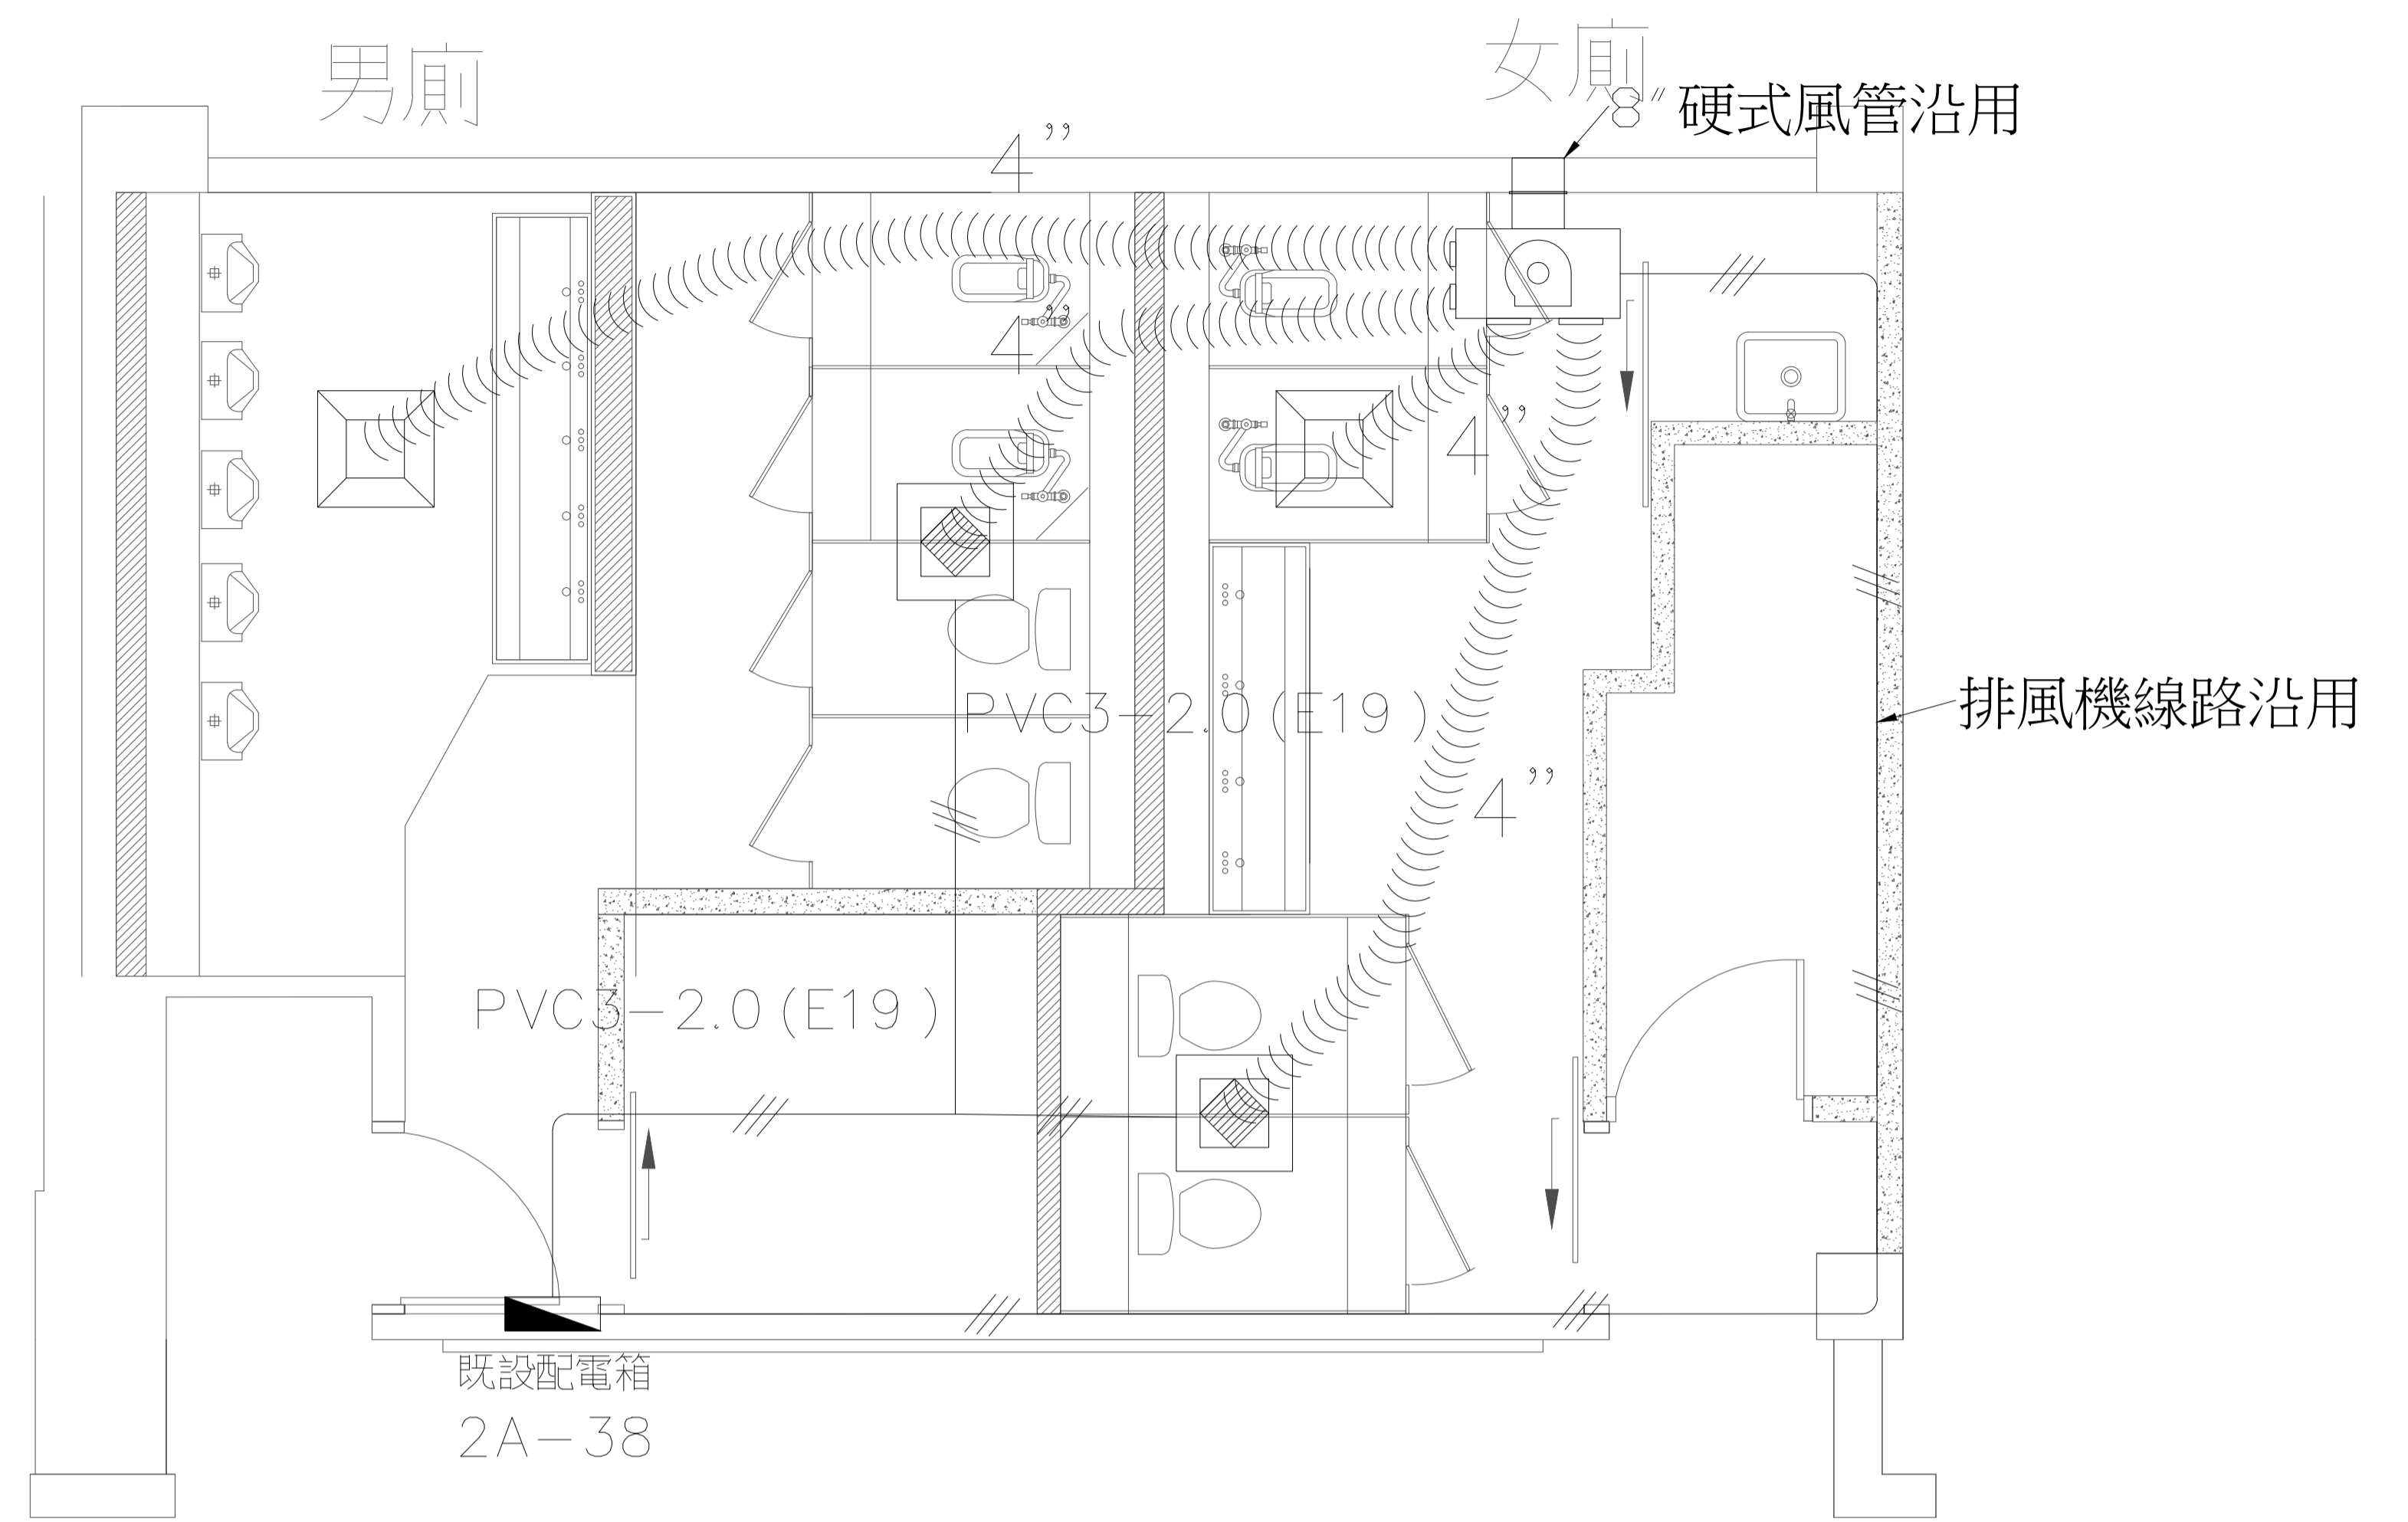 男廁
女廁
8" 硬式風管沿用
4"
4"
4"
PVC3-2.0(E19)
排風機線路沿用
4"
PVC3-2.0(E19)
既設配電箱
2A-38